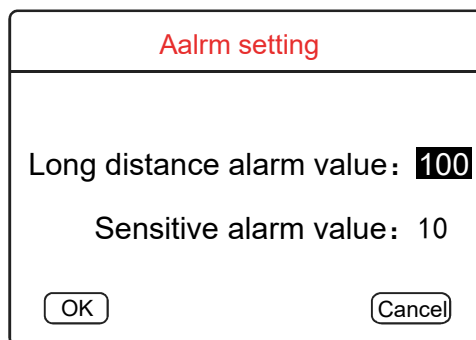 Aalrm setting
Long distance alarm value：100
Sensitive alarm value：10
OK Cancel